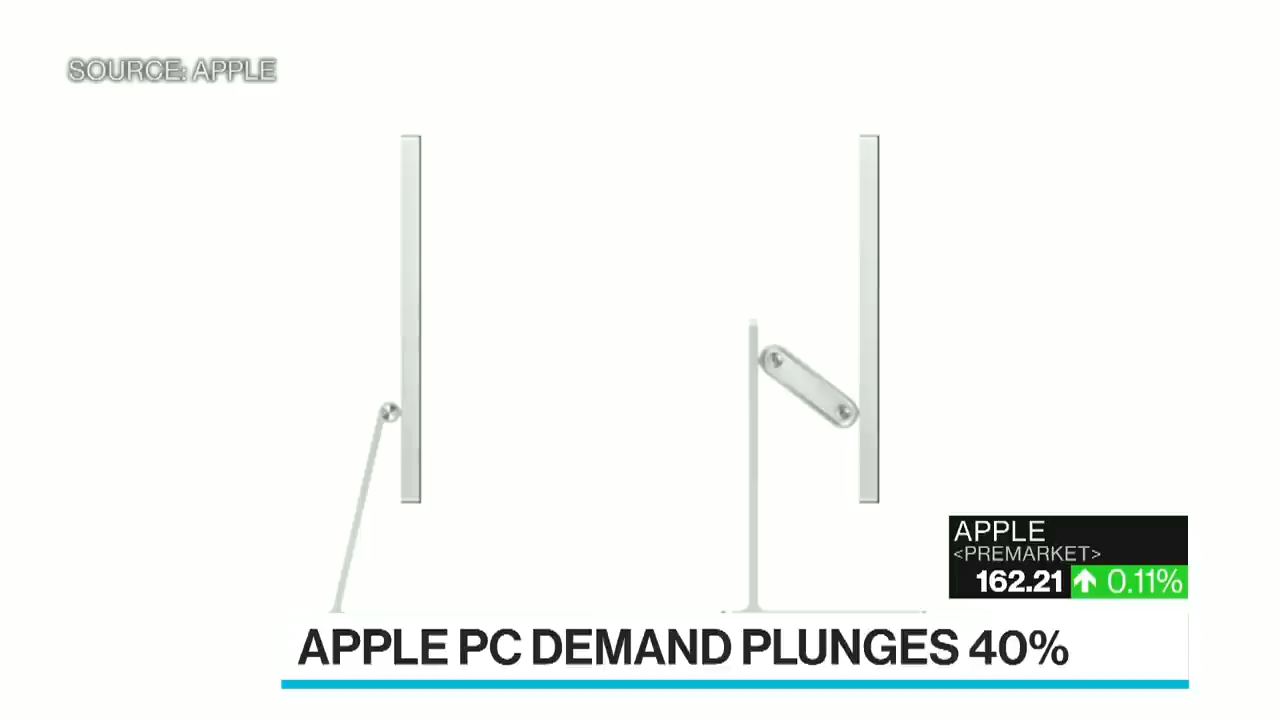 SOURCE: APPLE
APPLE
<PREMARKET>
162.21 ↑ 0.11%
APPLE PC DEMAND PLUNGES 40%